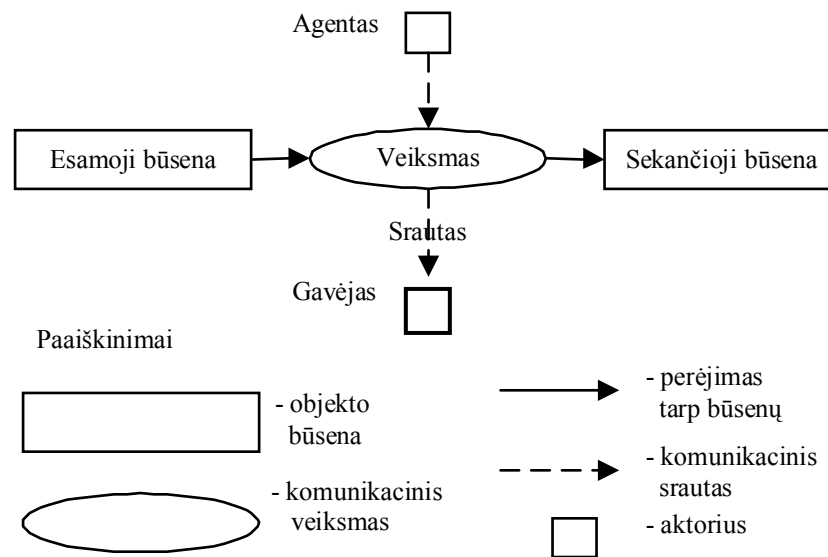 Agentas
Esamoji būsena
Veiksmas
Sekančioji būsena
Srautas
Gavėjas
Paaiškinimai
- objekto
būsena
- komunikacinis
veiksmas
- perėjimas
tarp būsenų
- komunikacinis
srautas
- aktorius